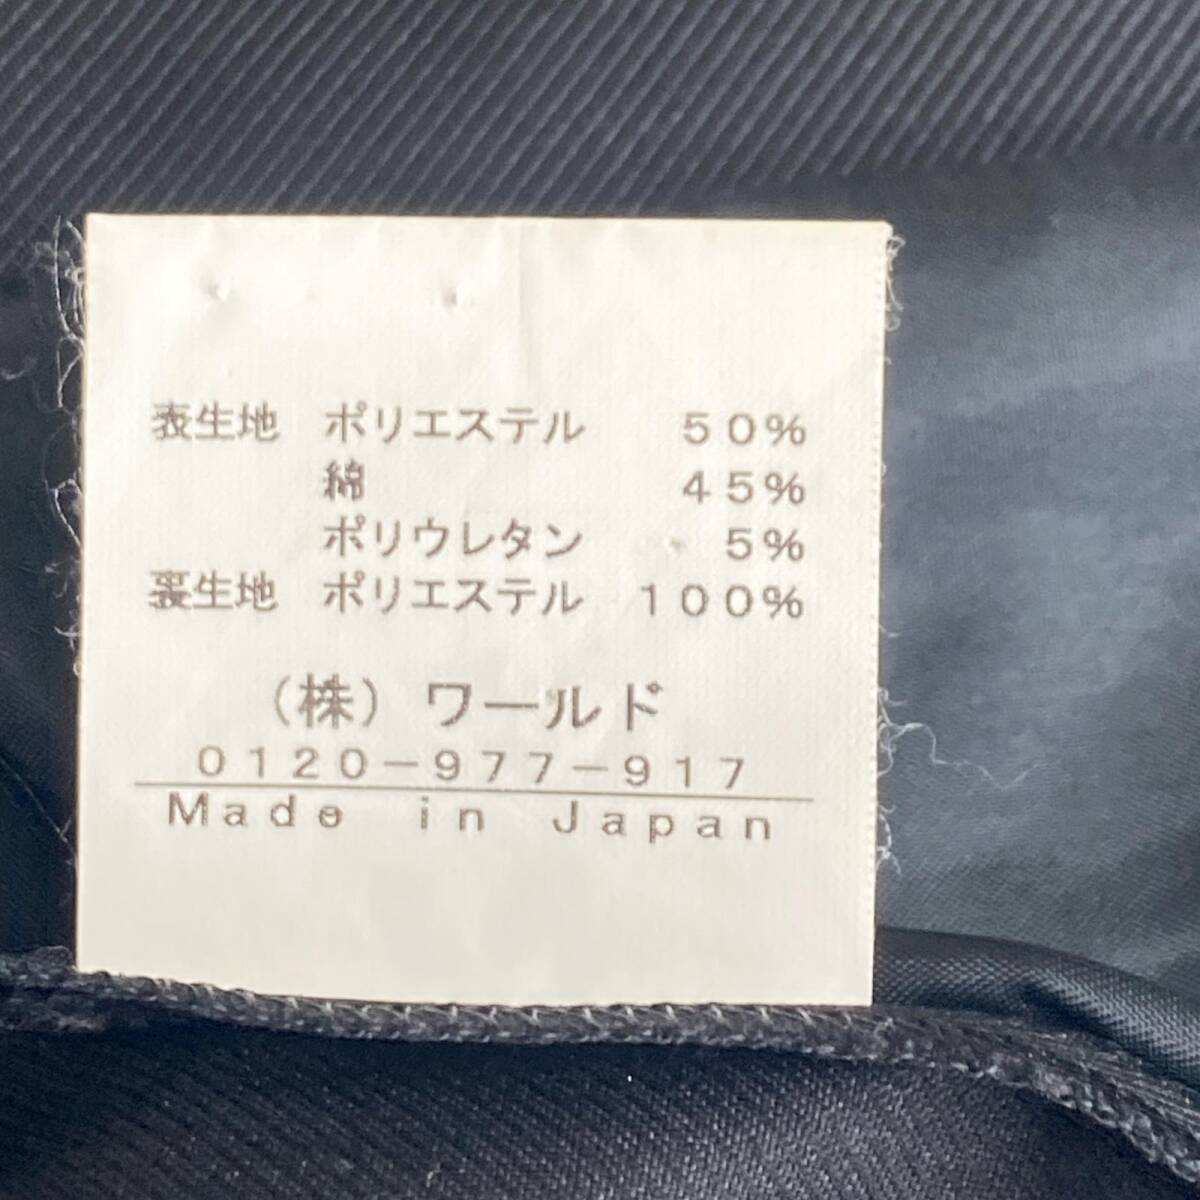 表生地 ポリエステル 50%
綿 45%
ポリウレタン 5%
裏生地 ポリエステル 100%
(株)ワールド
0120-977-917
Made in Japan